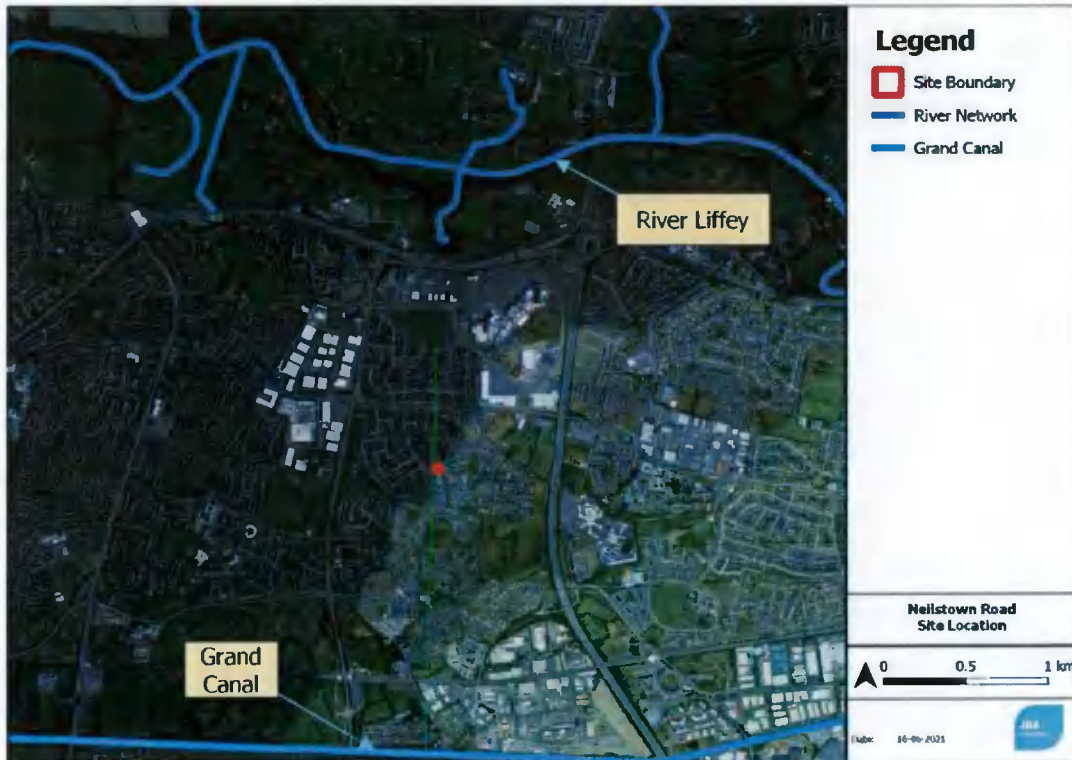 Legend
Site Boundary
River Network
Grand Canal
River Liffey
Grand
Canal
Neilstown Road
Site Location
0 0.5 1 km
JBA